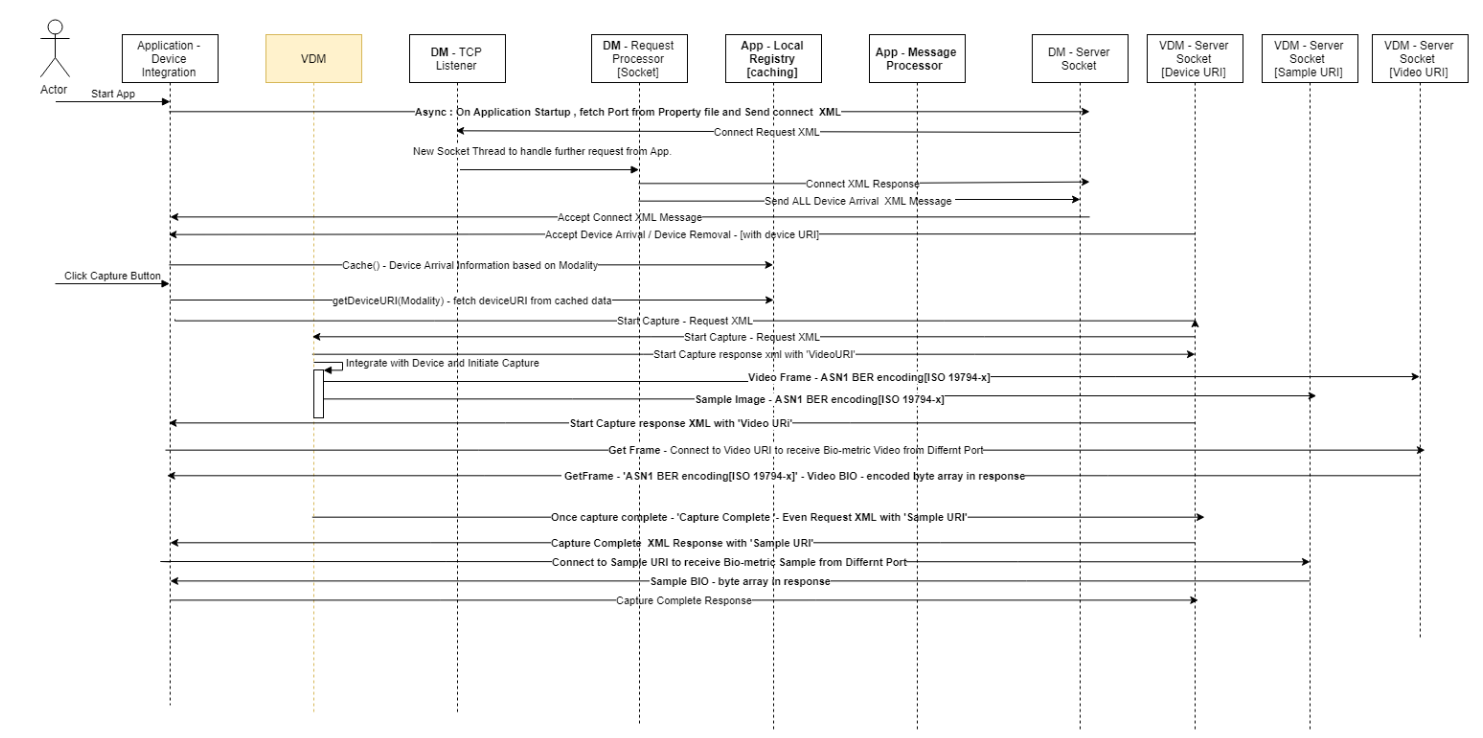 Actor
Application -
Device
Integration
VDM
DM - TCP
Listener
DM - Request
Processor
[Socket]
App - Local
Registry
[caching]
App - Message
Processor
DM - Server
Socket
VDM - Server
Socket
[Device URI]
VDM - Server
Socket
[Sample URI]
VDM - Server
Socket
[Video URI]
Start App
Async : On Application Startup , fetch Port from Property file and Send connect XML
Connect Request XML
New Socket Thread to handle further request from App.
Connect XML Response
Send ALL Device Arrival XML Message
Accept Connect XML Message
Accept Device Arrival / Device Removal - [with device URI]
Cache() - Device Arrival Information based on Modality
Click Capture Button
getDeviceURI(Modality) - fetch deviceURI from cached data
Start Capture - Request XML
Start Capture - Request XML
Start Capture response xml with 'VideoURI'
Integrate with Device and Initiate Capture
Video Frame - ASN1 BER encoding[ISO 19794-x]
Sample Image - ASN1 BER encoding[ISO 19794-x]
Start Capture response XML with 'Video URi'
Get Frame - Connect to Video URI to receive Bio-metric Video from Differnt Port
GetFrame - 'ASN1 BER encoding[ISO 19794-x]' - Video BIO - encoded byte array in response
Once capture complete - 'Capture Complete '- Even Request XML with 'Sample URI'
Capture Complete XML Response with 'Sample URI'
Connect to Sample URI to receive Bio-metric Sample from Differnt Port
Sample BIO - byte array in response
Capture Complete Response